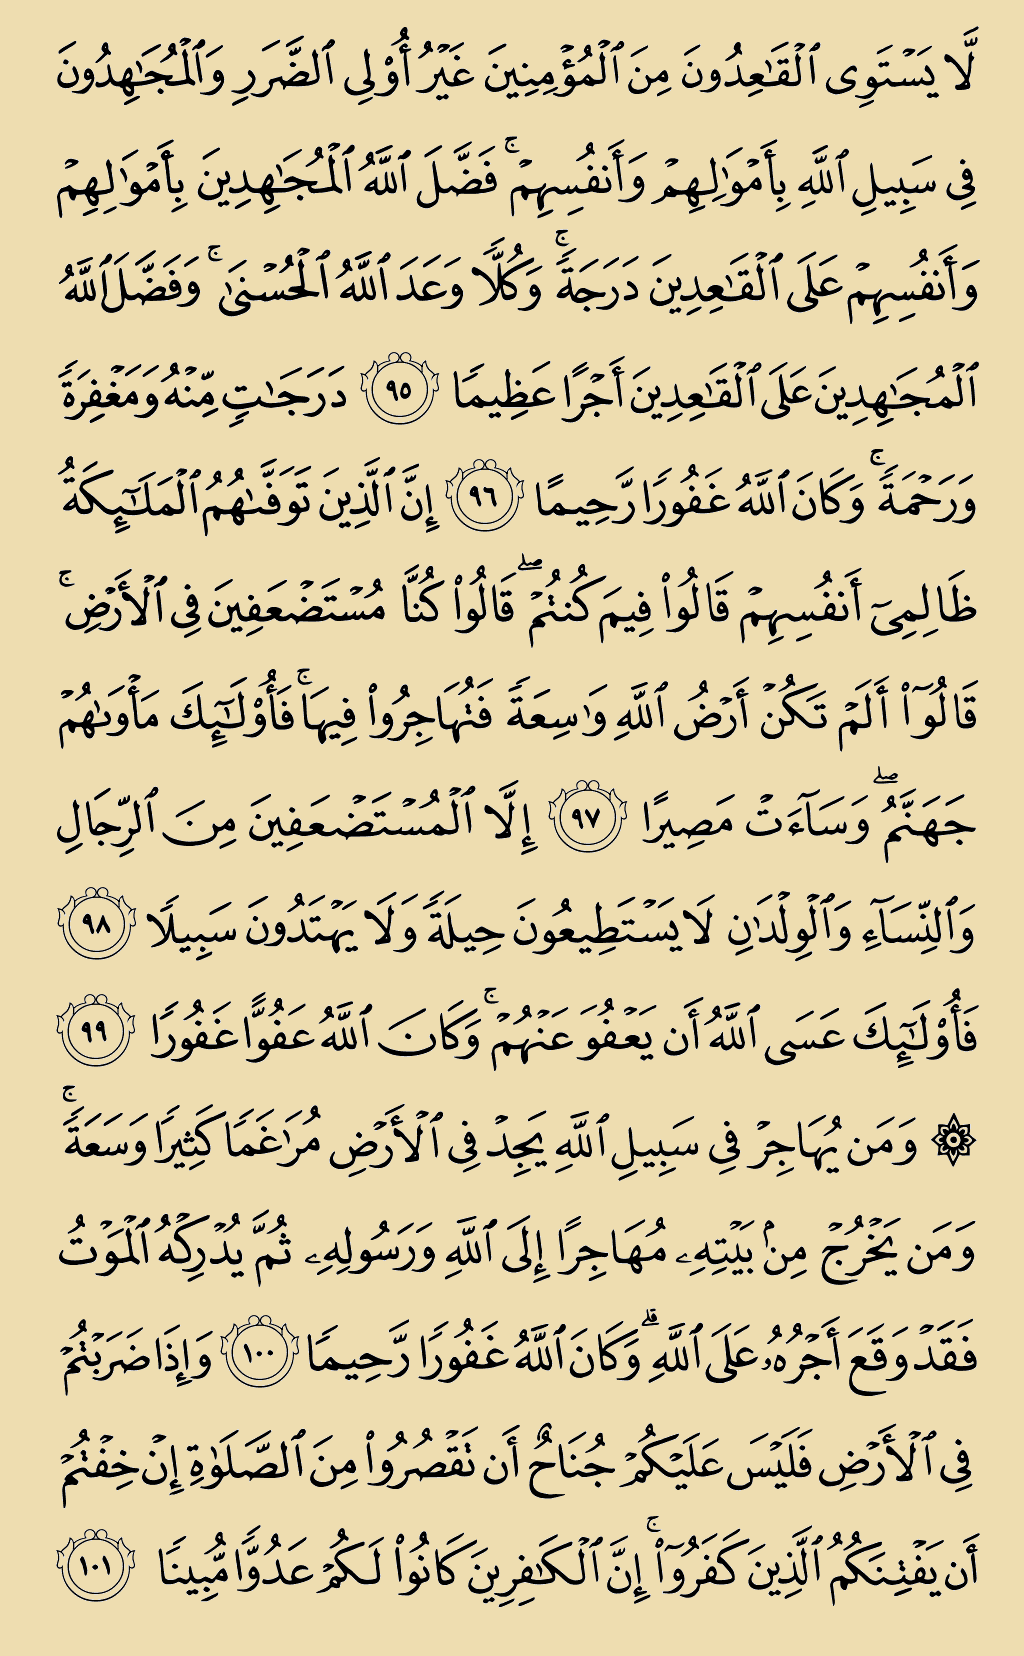 لَّا يَسْتَوِى ٱلْقَـٰعِدُونَ مِنَ ٱلْمُؤْمِنِينَ غَيْرُ أُو۟لِى ٱلضَّرَرِ وَٱلْمُجَـٰهِدُونَ
فِى سَبِيلِ ٱللَّهِ بِأَمْوَٰلِهِمْ وَأَنفُسِهِمْ ۚ فَضَّلَ ٱللَّهُ ٱلْمُجَـٰهِدِينَ بِأَمْوَٰلِهِمْ
وَأَنفُسِهِمْ عَلَى ٱلْقَـٰعِدِينَ دَرَجَةً ۚ وَكُلًّا وَعَدَ ٱللَّهُ ٱلْحُسْنَىٰ ۚ وَفَضَّلَ ٱللَّهُ
ٱلْمُجَـٰهِدِينَ عَلَى ٱلْقَـٰعِدِينَ أَجْرًا عَظِيمًا ٩٥ دَرَجَـٰتٍ مِّنْهُ وَمَغْفِرَةً
وَرَحْمَةً ۚ وَكَانَ ٱللَّهُ غَفُورًا رَّحِيمًا ٩٦ إِنَّ ٱلَّذِينَ تَوَفَّىٰهُمُ ٱلْمَلَـٰٓئِكَةُ
ظَالِمِىٓ أَنفُسِهِمْ قَالُوا۟ فِيمَ كُنتُمْ ۖ قَالُوا۟ كُنَّا مُسْتَضْعَفِينَ فِى ٱلْأَرْضِ ۚ
قَالُوٓا۟ أَلَمْ تَكُنْ أَرْضُ ٱللَّهِ وَٰسِعَةً فَتُهَاجِرُوا۟ فِيهَا ۚ فَأُو۟لَـٰٓئِكَ مَأْوَىٰهُمْ
جَهَنَّمُ ۖ وَسَآءَتْ مَصِيرًا ٩٧ إِلَّا ٱلْمُسْتَضْعَفِينَ مِنَ ٱلرِّجَالِ
وَٱلنِّسَآءِ وَٱلْوِلْدَٰنِ لَا يَسْتَطِيعُونَ حِيلَةً وَلَا يَهْتَدُونَ سَبِيلًا ٩٨
فَأُو۟لَـٰٓئِكَ عَسَى ٱللَّهُ أَن يَعْفُوَ عَنْهُمْ ۚ وَكَانَ ٱللَّهُ عَفُوًّا غَفُورًا ٩٩
۞ وَمَن يُهَاجِرْ فِى سَبِيلِ ٱللَّهِ يَجِدْ فِى ٱلْأَرْضِ مُرَٰغَمًا كَثِيرًا وَسَعَةً ۚ
وَمَن يَخْرُجْ مِنۢ بَيْتِهِۦ مُهَاجِرًا إِلَى ٱللَّهِ وَرَسُولِهِۦ ثُمَّ يُدْرِكْهُ ٱلْمَوْتُ
فَقَدْ وَقَعَ أَجْرُهُۥ عَلَى ٱللَّهِ ۗ وَكَانَ ٱللَّهُ غَفُورًا رَّحِيمًا ١٠٠ وَإِذَا ضَرَبْتُمْ
فِى ٱلْأَرْضِ فَلَيْسَ عَلَيْكُمْ جُنَاحٌ أَن تَقْصُرُوا۟ مِنَ ٱلصَّلَوٰةِ إِنْ خِفْتُمْ
أَن يَفْتِنَكُمُ ٱلَّذِينَ كَفَرُوٓا۟ ۚ إِنَّ ٱلْكَـٰفِرِينَ كَانُوا۟ لَكُمْ عَدُوًّا مُّبِينًا ١٠١